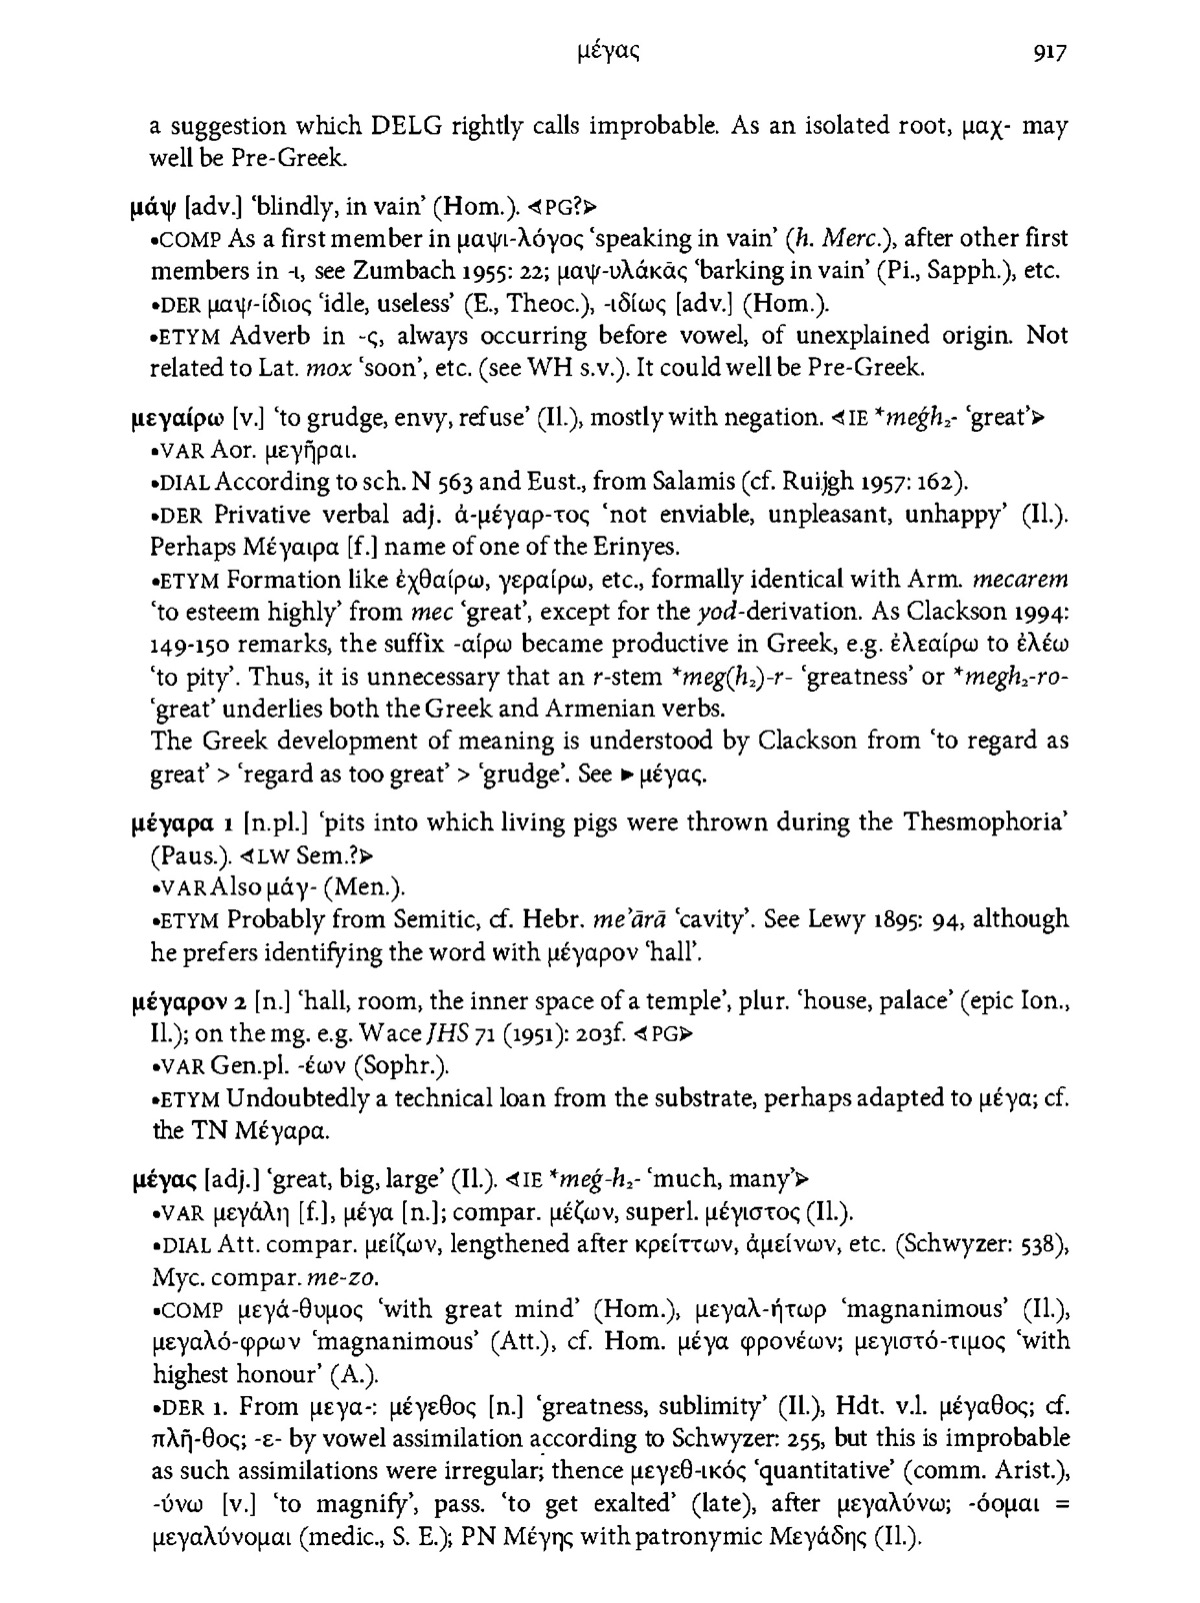 μέγας 917
a suggestion which DELG rightly calls improbable. As an isolated root, μαχ- may
well be Pre-Greek.
μάψ [adv.] ‘blindly, in vain’ (Hom.). ⊲PG?⊳
•COMP As a first member in μαψι-λόγος ‘speaking in vain’ (h. Merc.), after other first
members in -ι, see Zumbach 1955: 22; μαψ-υλάκᾱς ‘barking in vain’ (Pi., Sapph.), etc.
•DER μαψ-ίδιος ‘idle, useless’ (E., Theoc.), -ιδίως [adv.] (Hom.).
•ETYM Adverb in -ς, always occurring before vowel, of unexplained origin. Not
related to Lat. mox ‘soon’, etc. (see WH s.v.). It could well be Pre-Greek.
μεγαίρω [v.] ‘to grudge, envy, refuse’ (Il.), mostly with negation. ⊲IE *meǵh₂- ‘great’⊳
•VAR Aor. μεγῆραι.
•DIAL According to sch. N 563 and Eust., from Salamis (cf. Ruijgh 1957: 162).
•DER Privative verbal adj. ἀ-μέγαρ-τος ‘not enviable, unpleasant, unhappy’ (Il.).
Perhaps Μέγαιρα [f.] name of one of the Erinyes.
•ETYM Formation like ἐχθαίρω, γεραίρω, etc., formally identical with Arm. mecarem
‘to esteem highly’ from mec ‘great’, except for the yod-derivation. As Clackson 1994:
149-150 remarks, the suffix -αίρω became productive in Greek, e.g. ἐλεαίρω to ἐλέω
‘to pity’. Thus, it is unnecessary that an r-stem *meg(h₂)-r- ‘greatness’ or *megh₂-ro-
‘great’ underlies both the Greek and Armenian verbs.
The Greek development of meaning is understood by Clackson from ‘to regard as
great’ > ‘regard as too great’ > ‘grudge’. See ►μέγας.
μέγαρα 1 [n.pl.] ‘pits into which living pigs were thrown during the Thesmophoria’
(Paus.). ⊲LW Sem.?⊳
•VAR Also μάγ- (Men.).
•ETYM Probably from Semitic, cf. Hebr. me’ārā ‘cavity’. See Lewy 1895: 94, although
he prefers identifying the word with μέγαρον ‘hall’.
μέγαρον 2 [n.] ‘hall, room, the inner space of a temple’, plur. ‘house, palace’ (epic Ion.,
Il.); on the mg. e.g. Wace JHS 71 (1951): 203f. ⊲PG⊳
•VAR Gen.pl. -έων (Sophr.).
•ETYM Undoubtedly a technical loan from the substrate, perhaps adapted to μέγα; cf.
the TN Μέγαρα.
μέγας [adj.] ‘great, big, large’ (Il.). ⊲IE *meǵ-h₂- ‘much, many’⊳
•VAR μεγάλη [f.], μέγα [n.]; compar. μέζων, superl. μέγιστος (Il.).
•DIAL Att. compar. μείζων, lengthened after κρείττων, ἀμείνων, etc. (Schwyzer: 538),
Myc. compar. me-zo.
•COMP μεγά-θυμος ‘with great mind’ (Hom.), μεγαλ-ήτωρ ‘magnanimous’ (Il.),
μεγαλό-φρων ‘magnanimous’ (Att.), cf. Hom. μέγα φρονέων; μεγιστό-τιμος ‘with
highest honour’ (A.).
•DER 1. From μεγα-: μέγεθος [n.] ‘greatness, sublimity’ (Il.), Hdt. v.l. μέγαθος; cf.
πλῆ-θος; -ε- by vowel assimilation according to Schwyzer: 255, but this is improbable
as such assimilations were irregular; thence μεγεθ-ικός ‘quantitative’ (comm. Arist.),
-ύνω [v.] ‘to magnify’, pass. ‘to get exalted’ (late), after μεγαλύνω; -όομαι =
μεγαλύνομαι (medic., S. E.); PN Μέγης with patronymic Μεγάδης (Il.).